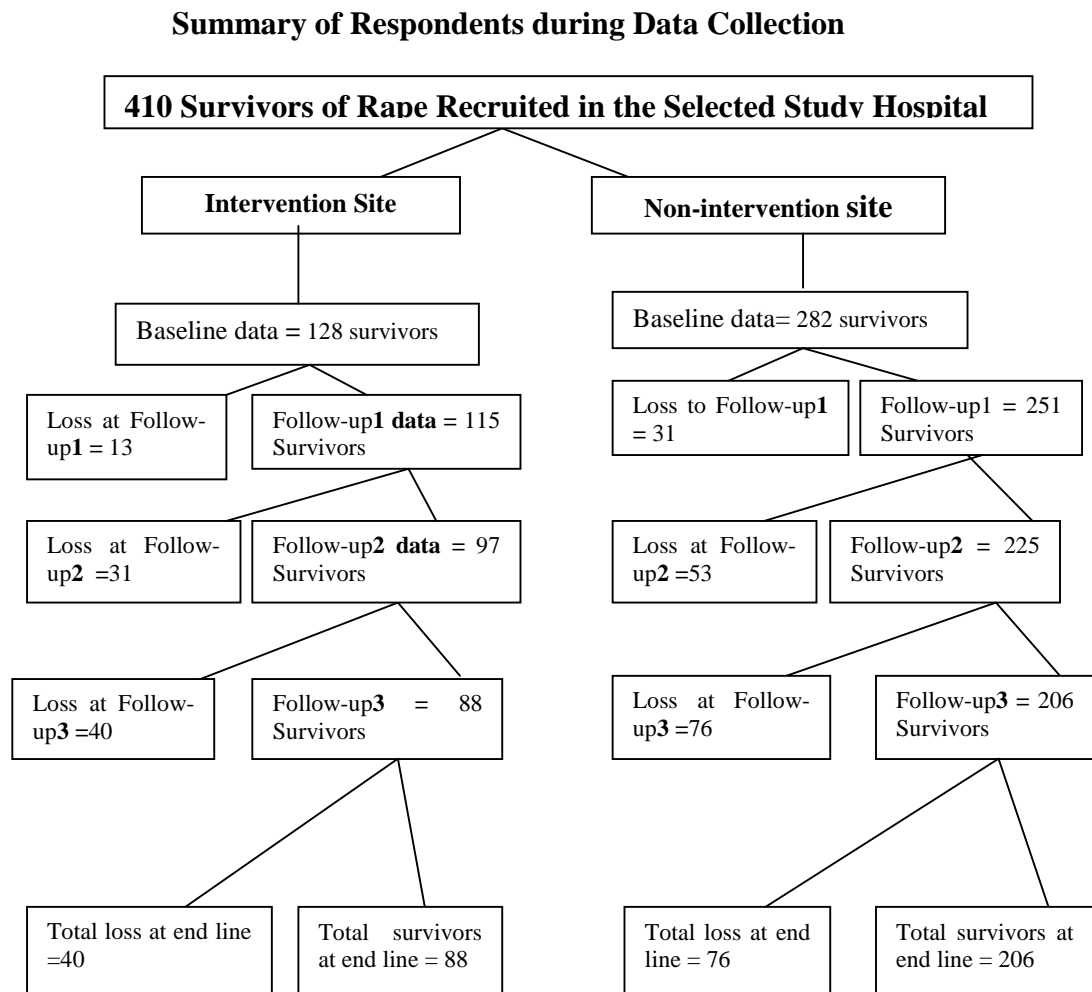 Summary of Respondents during Data Collection
410 Survivors of Rape Recruited in the Selected Study Hospital
Intervention Site
Non-intervention site
Baseline data = 128 survivors
Baseline data= 282 survivors
Loss at Follow-
up1 = 13
Follow-up1 data = 115
Survivors
Loss to Follow-up1
= 31
Follow-up1 = 251
Survivors
Loss at Follow-
up2 =31
Follow-up2 data = 97
Survivors
Loss at Follow-
up2 =53
Follow-up2 = 225
Survivors
Loss at Follow-
up3 =40
Follow-up3 = 88
Survivors
Loss at Follow-
up3 =76
Follow-up3 = 206
Survivors
Total loss at end line
=40
Total survivors
at end line = 88
Total loss at end
line = 76
Total survivors at
end line = 206